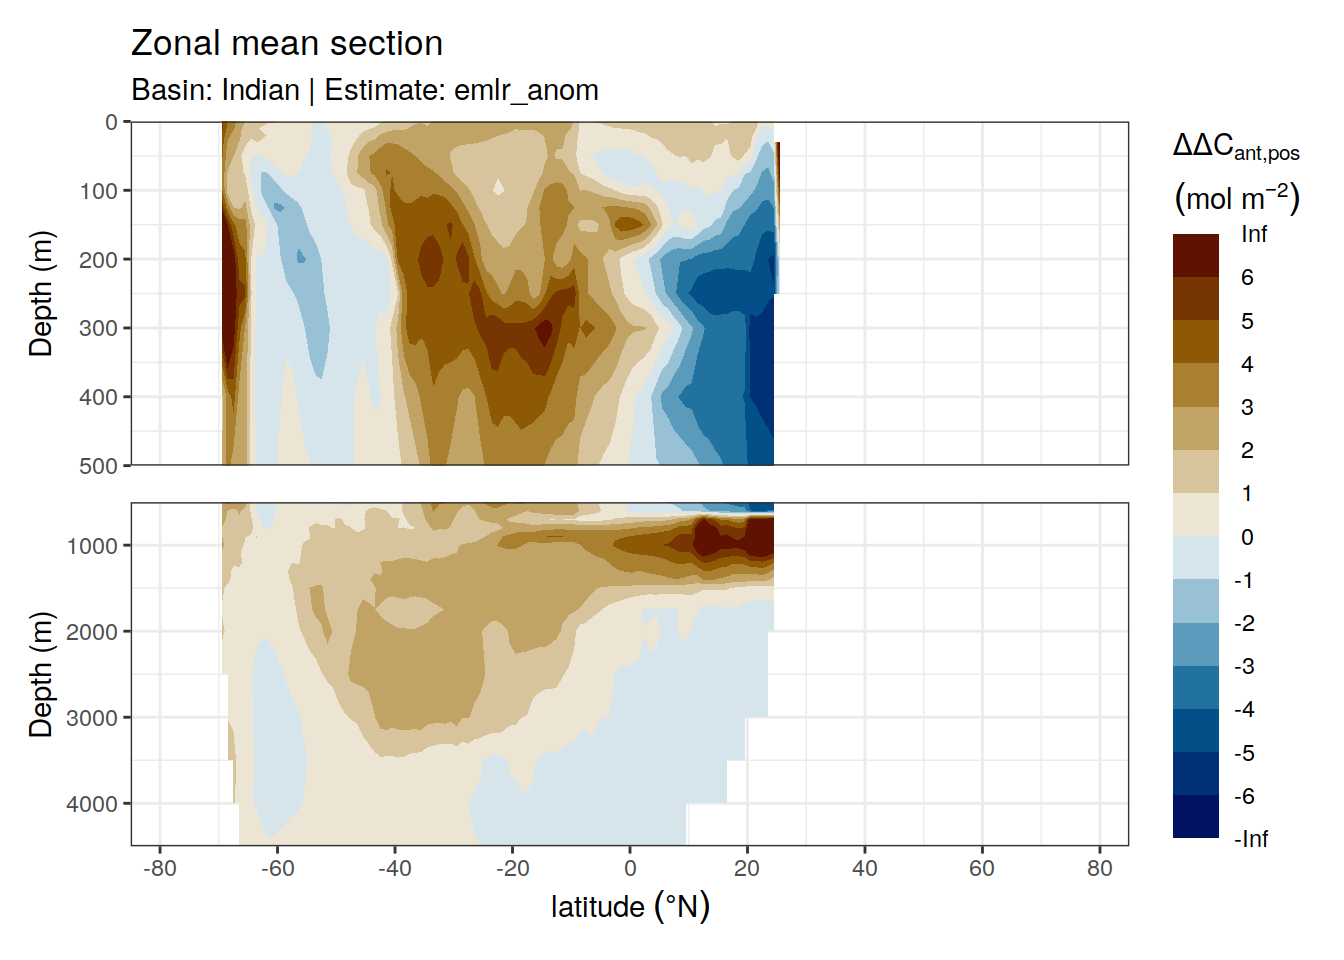 Zonal mean section
Basin: Indian | Estimate: emlr_anom
0
100
200
300
400
500
Depth (m)
1000
2000
3000
4000
Depth (m)
-80 -60 -40 -20 0 20 40 60 80
latitude (°N)
ΔΔC_ant,pos
(mol m⁻²)
Inf
6
5
4
3
2
1
0
-1
-2
-3
-4
-5
-6
-Inf